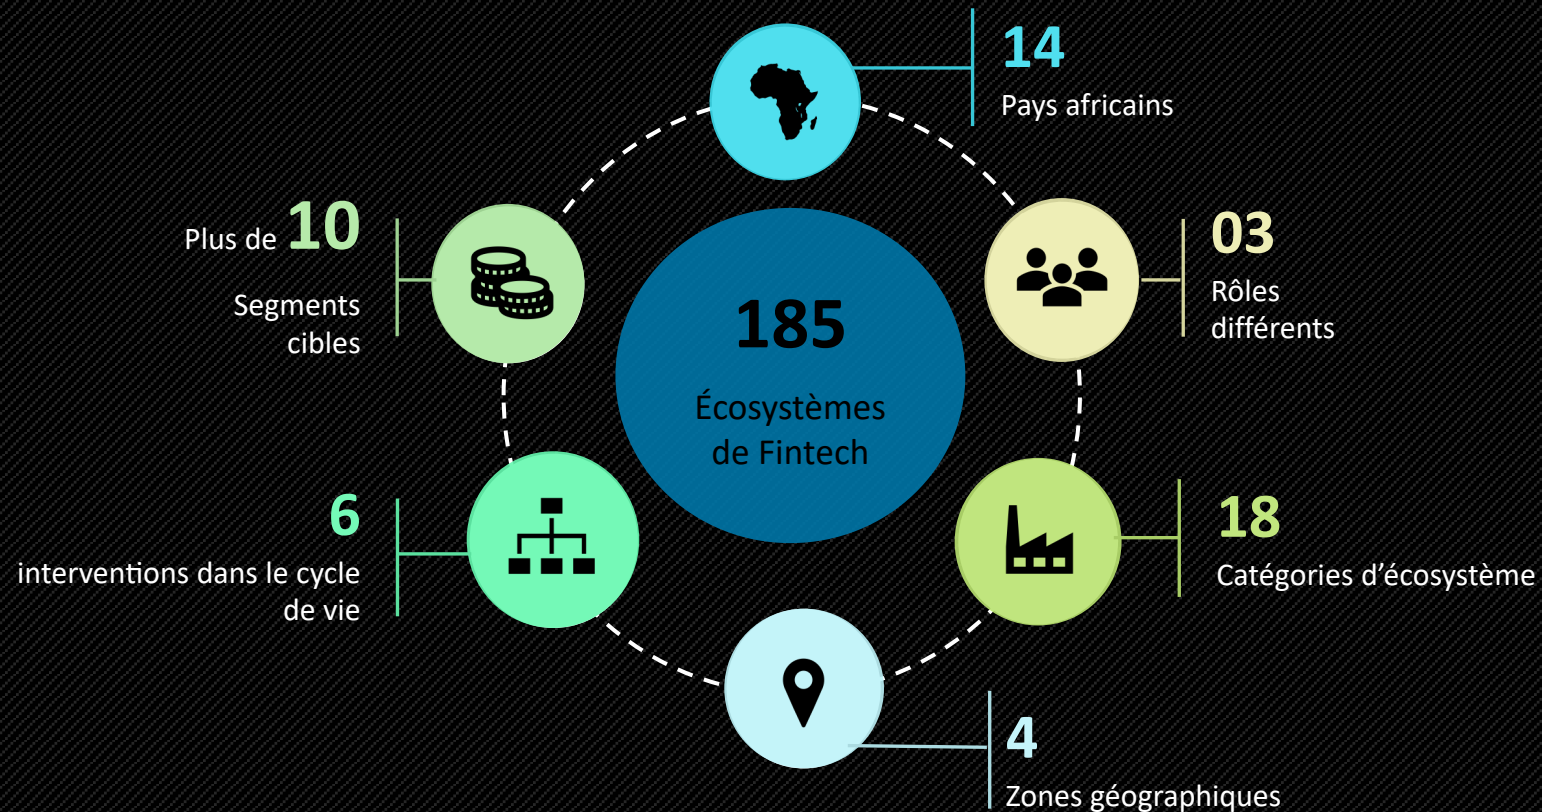 14
Pays africains
Plus de 10
Segments
cibles
03
Rôles
différents
185
Écosystèmes
de Fintech
6
interventions dans le cycle
de vie
18
Catégories d’écosystème
4
Zones géographiques